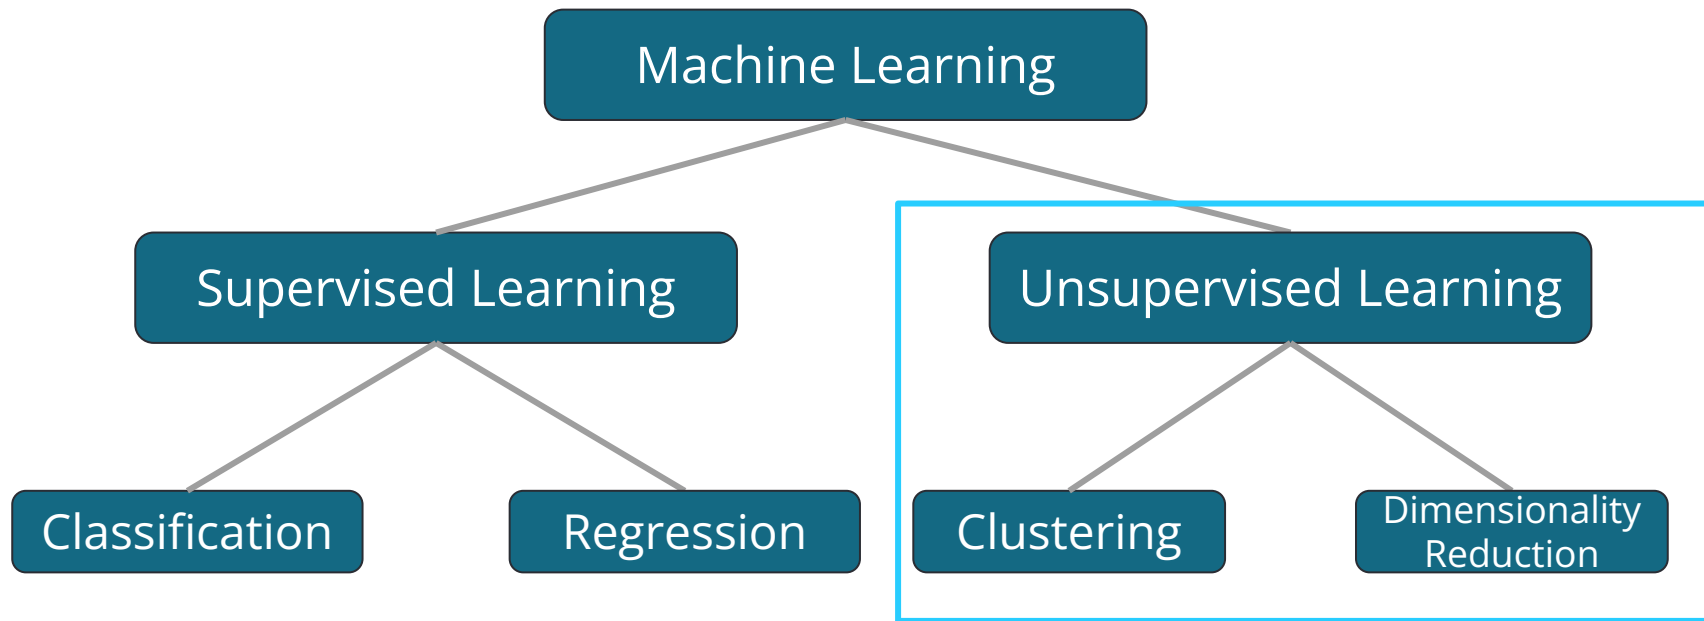 Machine Learning
Supervised Learning
Unsupervised Learning
Classification
Regression
Clustering
Dimensionality
Reduction